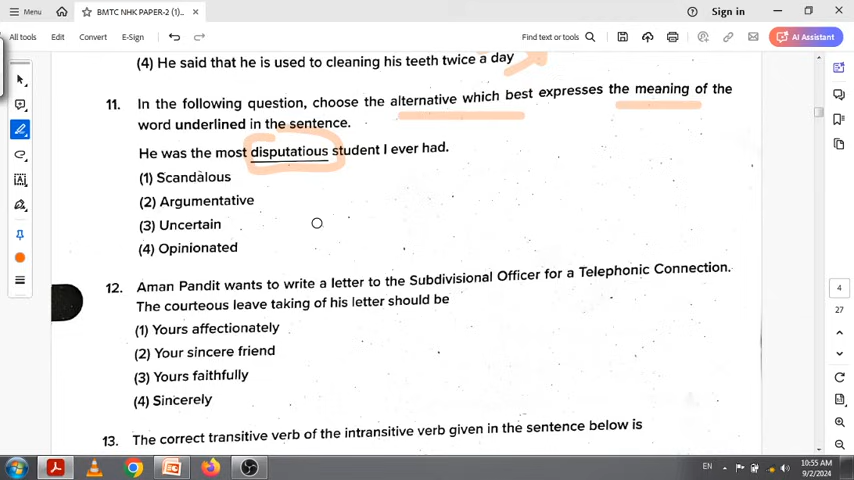 Menu
BMTC NHK PAPER-2 (1)...
Sign in
All tools
Edit
Convert
E-Sign
Find text or tools
AI Assistant
(4) He said that he is used to cleaning his teeth twice a day
11. In the following question, choose the alternative which best expresses the meaning of the
word underlined in the sentence.
He was the most disputatious student I ever had.
(1) Scandalous
(2) Argumentative
(3) Uncertain
(4) Opinionated
12. Aman Pandit wants to write a letter to the Subdivisional Officer for a Telephonic Connection.
The courteous leave taking of his letter should be
(1) Yours affectionately
(2) Your sincere friend
(3) Yours faithfully
(4) Sincerely
13. The correct transitive verb of the intransitive verb given in the sentence below is
4
27
EN
10:55 AM
9/2/2024